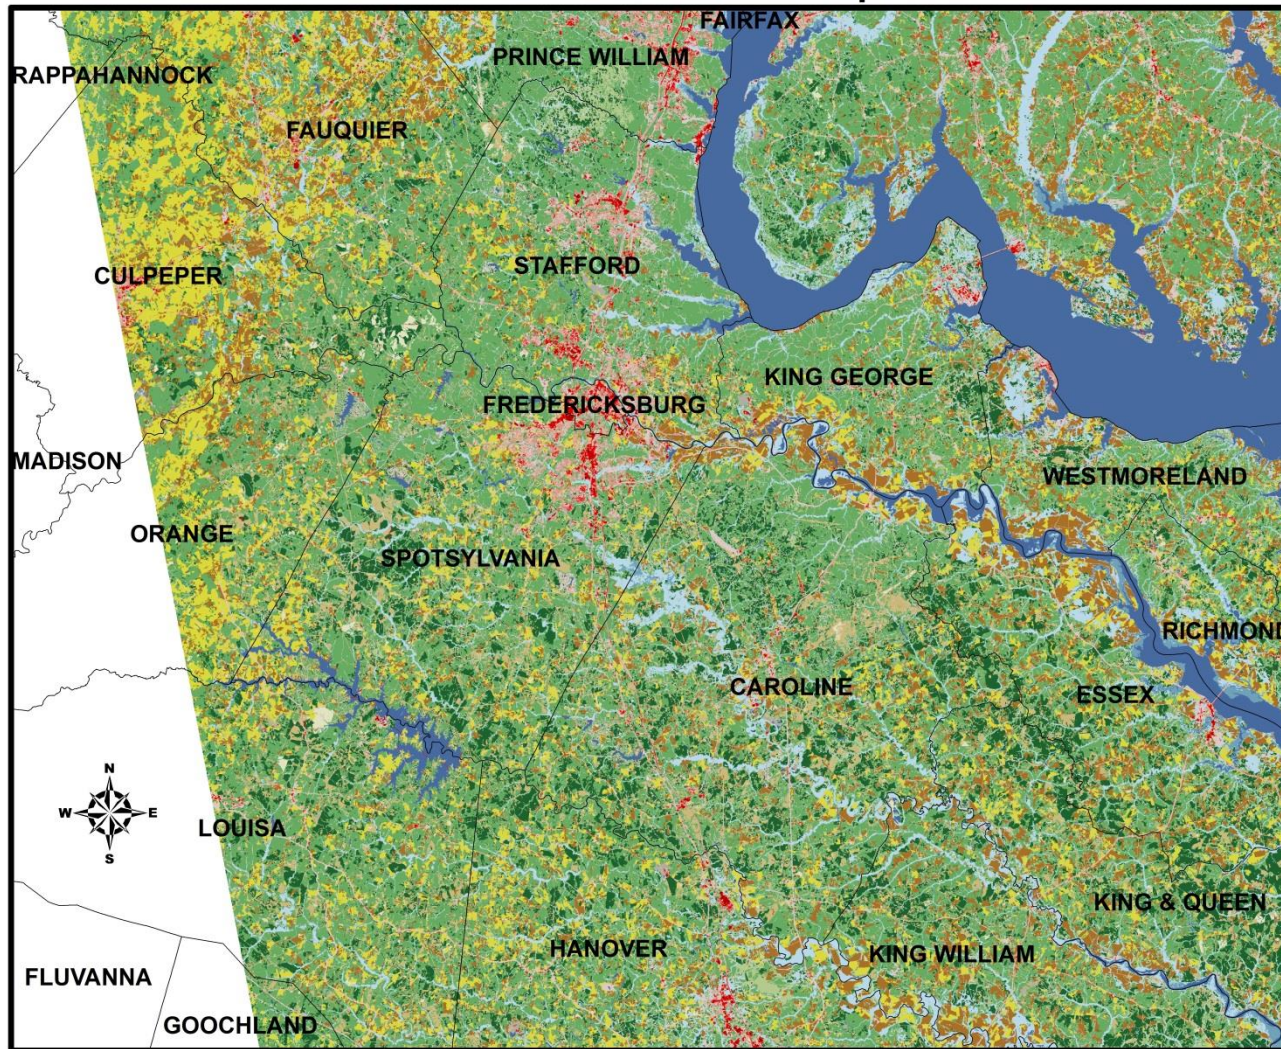 FAIRFAX
PRINCE WILLIAM
RAPPAHANNOCK
FAUQUIER
STAFFORD
CULPEPER
KING GEORGE
FREDERICKSBURG
MADISON
WESTMORELAND
ORANGE
SPOTSYLVANIA
RICHMOND
CAROLINE
ESSEX
N
W E
S
LOUISA
KING & QUEEN
HANOVER
KING WILLIAM
FLUVANNA
GOOCHLAND